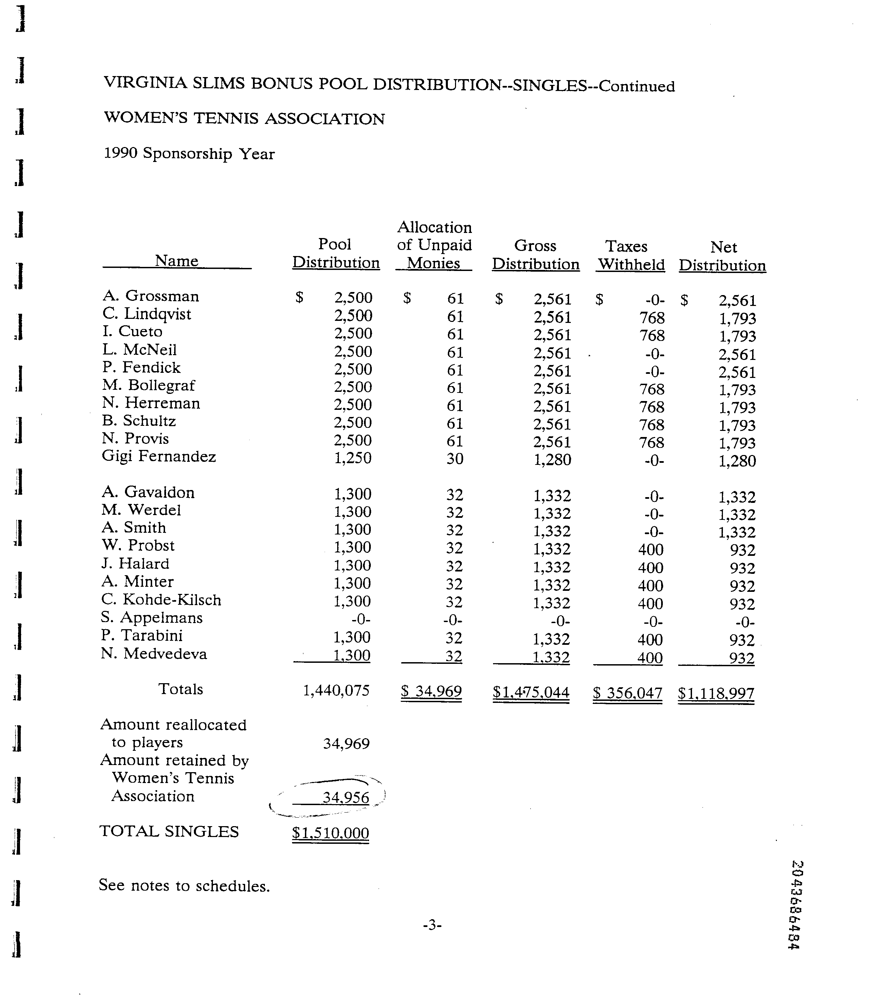 VIRGINIA SLIMS BONUS POOL DISTRIBUTION--SINGLES--Continued
WOMEN'S TENNIS ASSOCIATION
1990 Sponsorship Year
Allocation
Pool of Unpaid Gross Taxes Net
Name Distribution Monies Distribution Withheld Distribution
A. Grossman $ 2,500 $ 61 $ 2,561 $ -0- $ 2,561
C. Lindqvist 2,500 61 2,561 768 1,793
I. Cueto 2,500 61 2,561 768 1,793
L. McNeil 2,500 61 2,561 -0- 2,561
P. Fendick 2,500 61 2,561 -0- 2,561
M. Bollegraf 2,500 61 2,561 768 1,793
N. Herreman 2,500 61 2,561 768 1,793
B. Schultz 2,500 61 2,561 768 1,793
N. Provis 2,500 61 2,561 768 1,793
Gigi Fernandez 1,250 30 1,280 -0- 1,280
A. Gavaldon 1,300 32 1,332 -0- 1,332
M. Werdel 1,300 32 1,332 -0- 1,332
A. Smith 1,300 32 1,332 -0- 1,332
W. Probst 1,300 32 1,332 400 932
J. Halard 1,300 32 1,332 400 932
A. Minter 1,300 32 1,332 400 932
C. Kohde-Kilsch 1,300 32 1,332 400 932
S. Appelmans -0- -0- -0- -0- -0-
P. Tarabini 1,300 32 1,332 400 932
N. Medvedeva 1,300 32 1,332 400 932
Totals 1,440,075 $ 34,969 $1,475,044 $ 356,047 $1,118,997
Amount reallocated
to players 34,969
Amount retained by
Women's Tennis
Association 34,956
TOTAL SINGLES $1,510,000
See notes to schedules.
-3-
2043686484